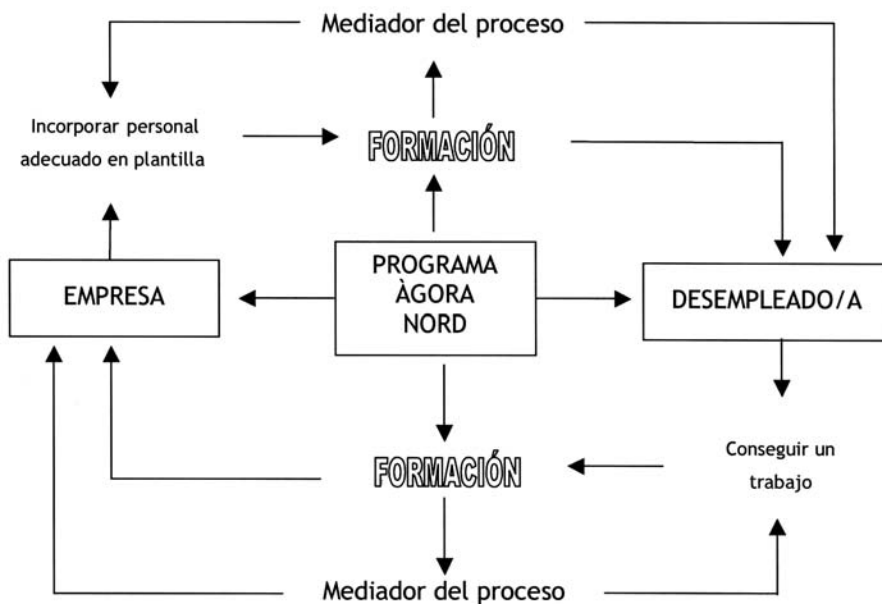 Mediador del proceso
Incorporar personal
adecuado en plantilla
FORMACIÓN
EMPRESA
PROGRAMA
ÀGORA
NORD
DESEMPLEADO/A
FORMACIÓN
Conseguir un
trabajo
Mediador del proceso